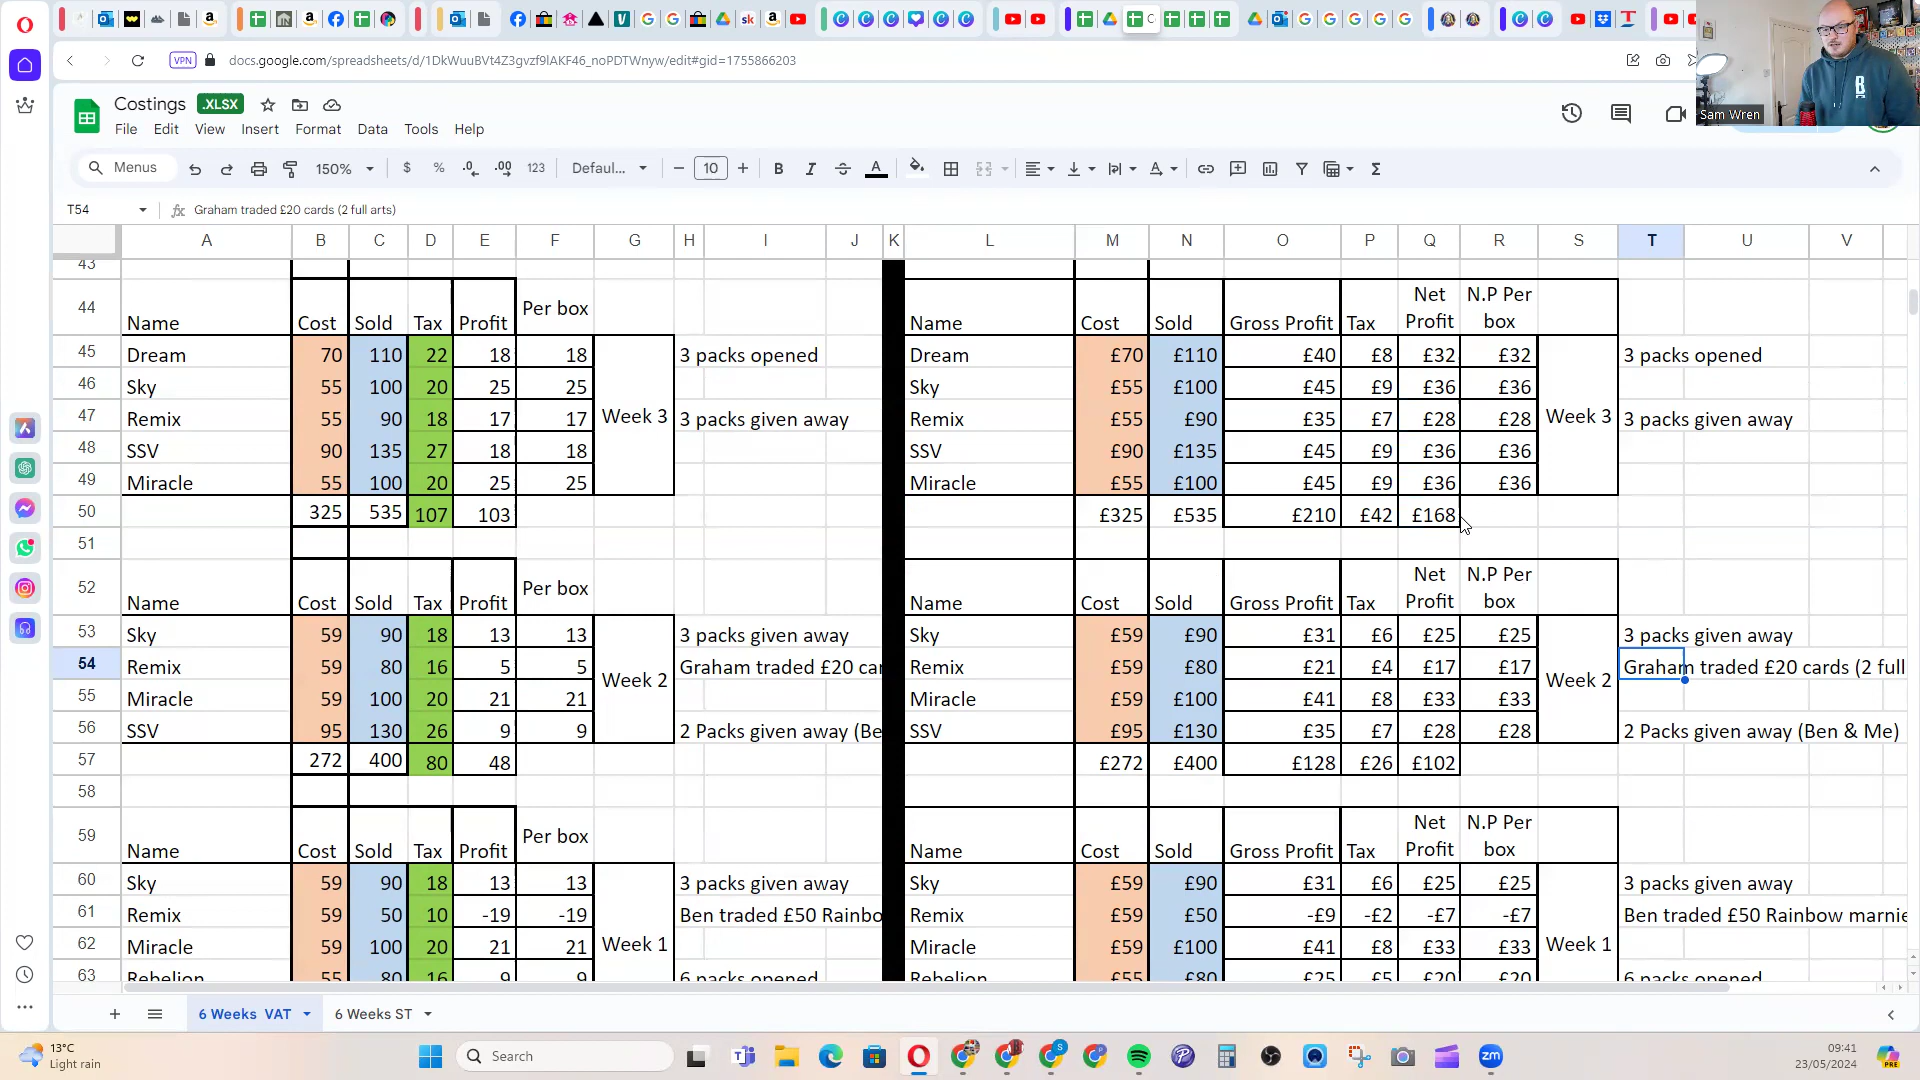 docs.google.com/spreadsheets/d/1DkWuuBVt4Z3gvzf9lAKF46_noPDTWnyw/edit#gid=1755866203
VPN
Sam Wren
Costings .XLSX
File Edit View Insert Format Data Tools Help
Menus 150% $ % .0 .00 123 Defaul... 10 B I A Σ
T54 fx Graham traded £20 cards (2 full arts)
A B C D E F G H I J K L M N O P Q R S T U V
43
44 Name Cost Sold Tax Profit Per box Name Cost Sold Gross Profit Tax Net Profit N.P Per box
45 Dream 70 110 22 18 18 3 packs opened Dream £70 £110 £40 £8 £32 £32 3 packs opened
46 Sky 55 100 20 25 25 Sky £55 £100 £45 £9 £36 £36
47 Remix 55 90 18 17 17 Week 3 3 packs given away Remix £55 £90 £35 £7 £28 £28 Week 3 3 packs given away
48 SSV 90 135 27 18 18 SSV £90 £135 £45 £9 £36 £36
49 Miracle 55 100 20 25 25 Miracle £55 £100 £45 £9 £36 £36
50 325 535 107 103 £325 £535 £210 £42 £168
51
52 Name Cost Sold Tax Profit Per box Name Cost Sold Gross Profit Tax Net Profit N.P Per box
53 Sky 59 90 18 13 13 3 packs given away Sky £59 £90 £31 £6 £25 £25 3 packs given away
54 Remix 59 80 16 5 5 Week 2 Graham traded £20 car Remix £59 £80 £21 £4 £17 £17 Week 2 Graham traded £20 cards (2 full
55 Miracle 59 100 20 21 21 Miracle £59 £100 £41 £8 £33 £33
56 SSV 95 130 26 9 9 2 Packs given away (Be SSV £95 £130 £35 £7 £28 £28 2 Packs given away (Ben & Me)
57 272 400 80 48 £272 £400 £128 £26 £102
58
59 Name Cost Sold Tax Profit Per box Name Cost Sold Gross Profit Tax Net Profit N.P Per box
60 Sky 59 90 18 13 13 3 packs given away Sky £59 £90 £31 £6 £25 £25 3 packs given away
61 Remix 59 50 10 -19 -19 Ben traded £50 Rainbo Remix £59 £50 -£9 -£2 -£7 -£7 Ben traded £50 Rainbow marnie
62 Miracle 59 100 20 21 21 Week 1 Miracle £59 £100 £41 £8 £33 £33 Week 1
63 Rebelion 55 80 16 9 9 6 packs opened Rebelion £55 £80 £25 £5 £20 £20 6 packs opened
6 Weeks VAT 6 Weeks ST
13°C
Light rain
Search
zm
09:41
23/05/2024
PRE